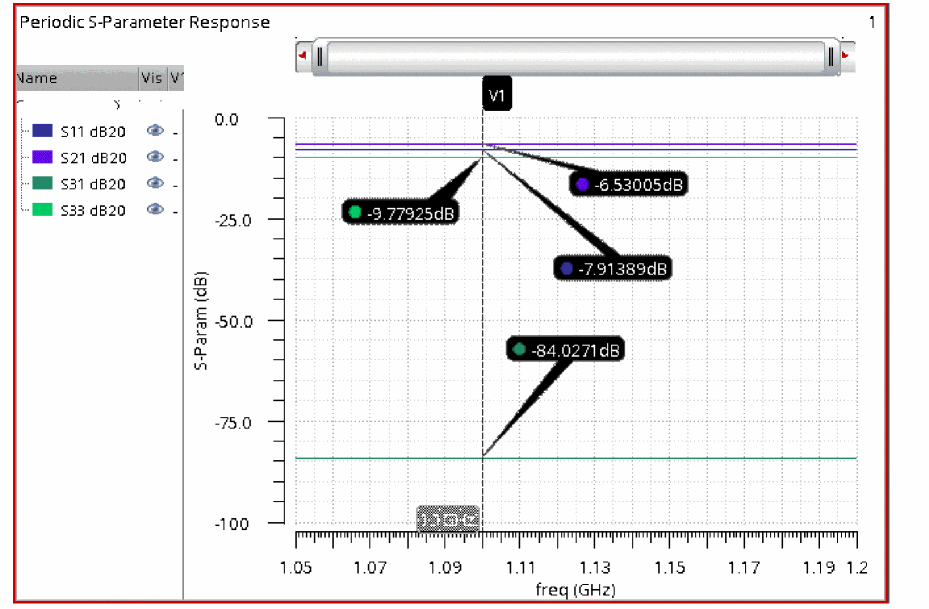 Periodic S-Parameter Response 1
Name Vis
V1
S11 dB20 -
S21 dB20 -
S31 dB20 -
S33 dB20 -
0.0
-25.0
-50.0
-75.0
-100
S-Param (dB)
-6.53005dB
-9.77925dB
-7.91389dB
-84.0271dB
1.05 1.07 1.09 1.11 1.13 1.15 1.17 1.19 1.2
freq (GHz)